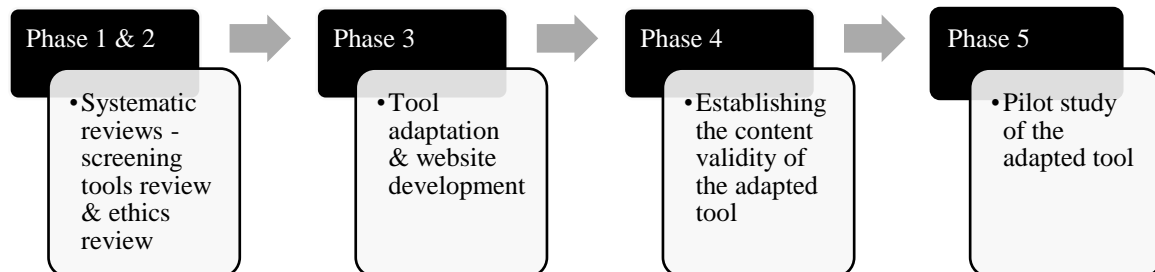 Phase 1 & 2
•Systematic
reviews -
screening
tools review
& ethics
review
Phase 3
•Tool
adaptation
& website
development
Phase 4
•Establishing
the content
validity of
the adapted
tool
Phase 5
•Pilot study
of the
adapted tool